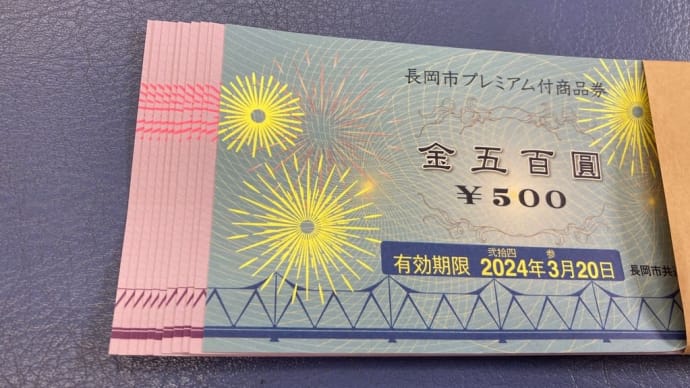 長岡市プレミアム付商品券
金五百圓
¥500
弐拾四 参
有効期限 2024年3月20日
長岡市共